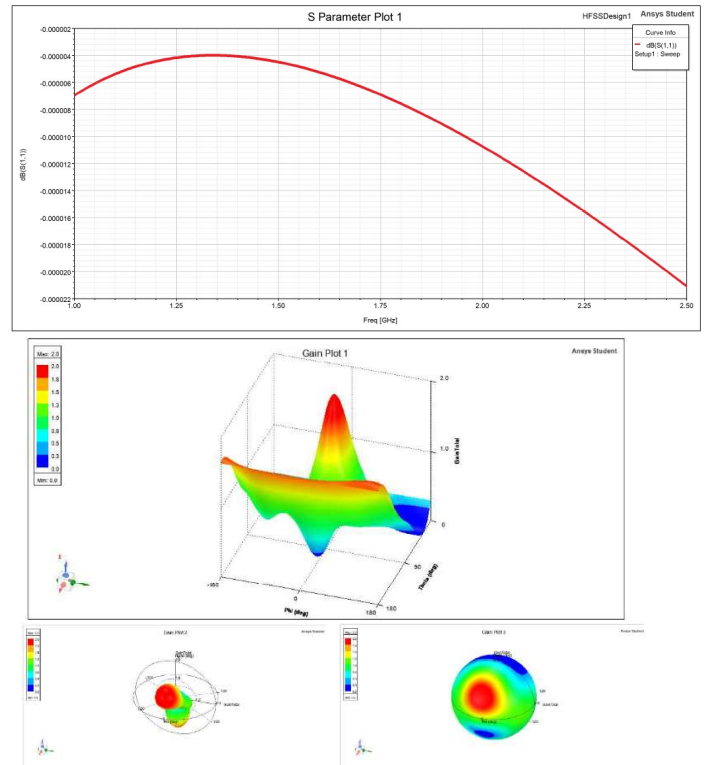 S Parameter Plot 1
HFSSDesign1 Ansys Student
Curve Info
dB(S(1,1))
Setup1 : Sweep
-0.000002
-0.000004
-0.000006
-0.000008
-0.000010
-0.000012
-0.000014
-0.000016
-0.000018
-0.000020
-0.000022
dB(S(1,1))
1.00 1.25 1.50 1.75 2.00 2.25 2.50
Freq [GHz]
Gain Plot 1
Ansys Student
Max: 2.0
2.0
1.8
1.5
1.3
1.0
0.8
0.5
0.3
0.0
Min: 0.0
2.0
1.0
0
GainTotal
90
Theta [deg]
180
-180
0
180
Phi [deg]
Gain Plot 2
Ansys Student
Gain Plot 3
Ansys Student